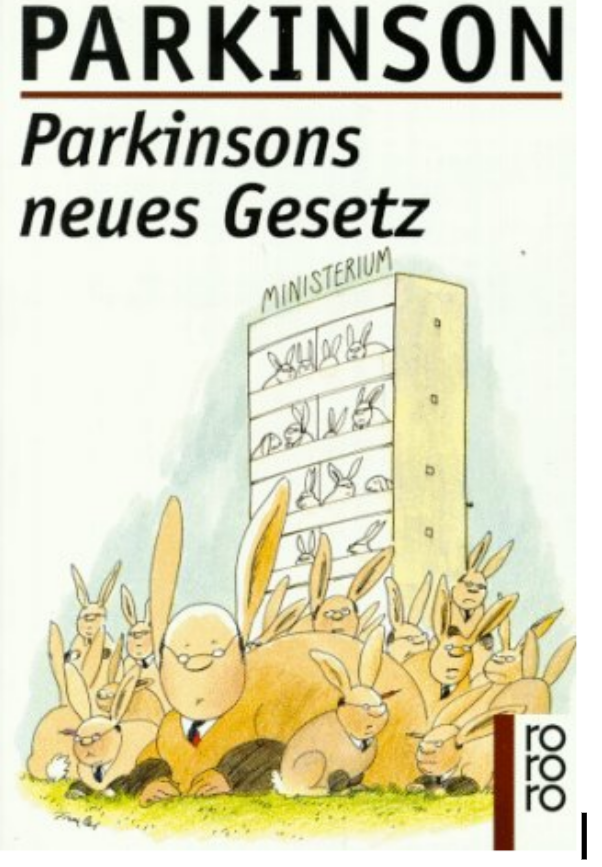 PARKINSON
Parkinsons
neues Gesetz
MINISTERIUM
ro
ro
ro